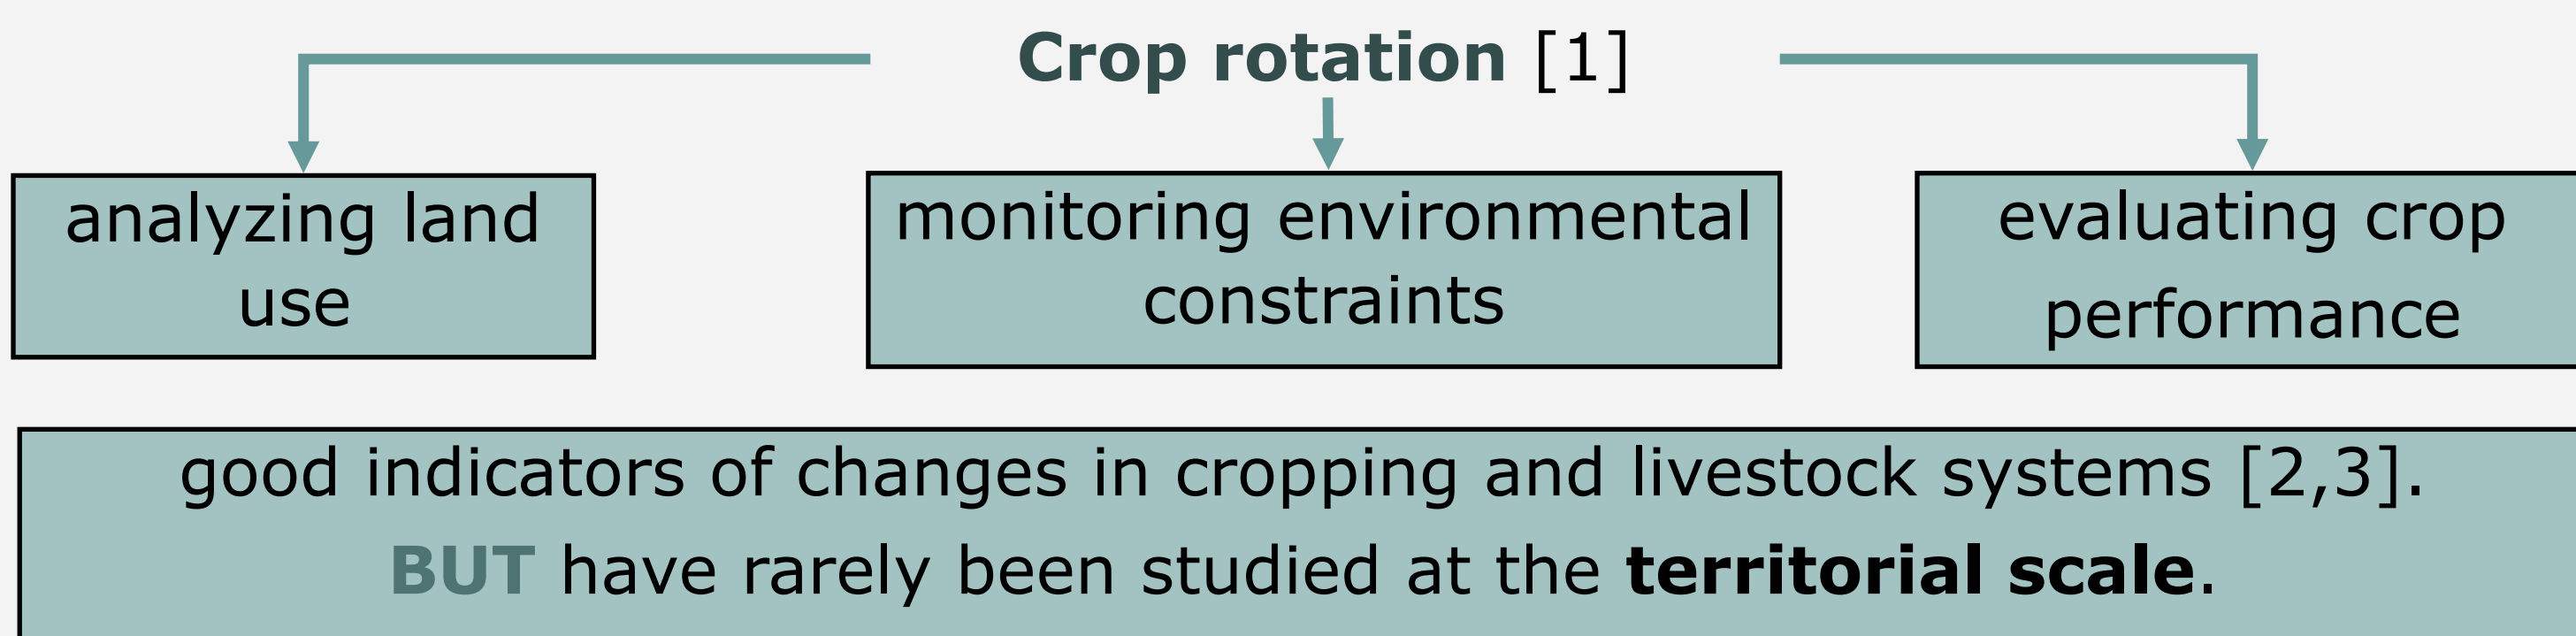 Crop rotation [1]
analyzing land
use
monitoring environmental
constraints
evaluating crop
performance
good indicators of changes in cropping and livestock systems [2,3].
BUT have rarely been studied at the territorial scale.